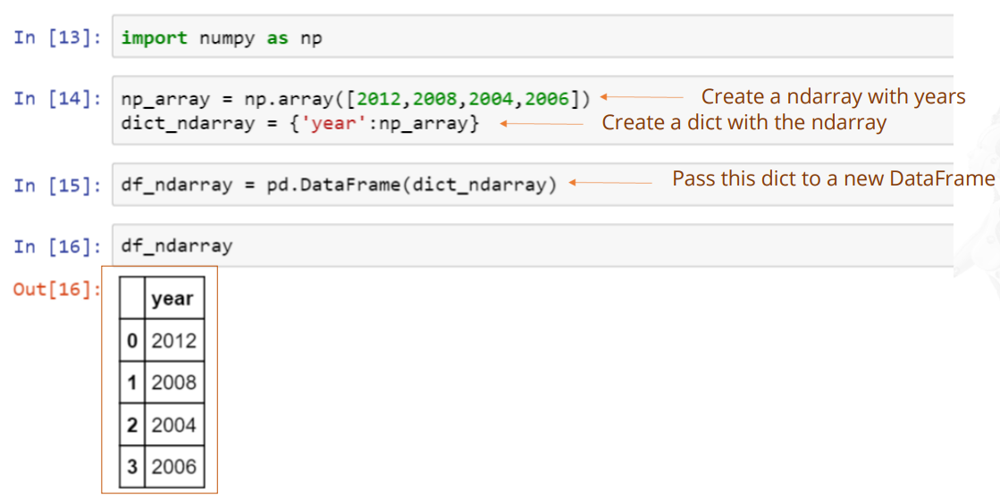 In [13]: import numpy as np
In [14]: np_array = np.array([2012,2008,2004,2006]) Create a ndarray with years
dict_ndarray = {'year':np_array} Create a dict with the ndarray
In [15]: df_ndarray = pd.DataFrame(dict_ndarray) Pass this dict to a new DataFrame
In [16]: df_ndarray
Out[16]:
year
0 2012
1 2008
2 2004
3 2006